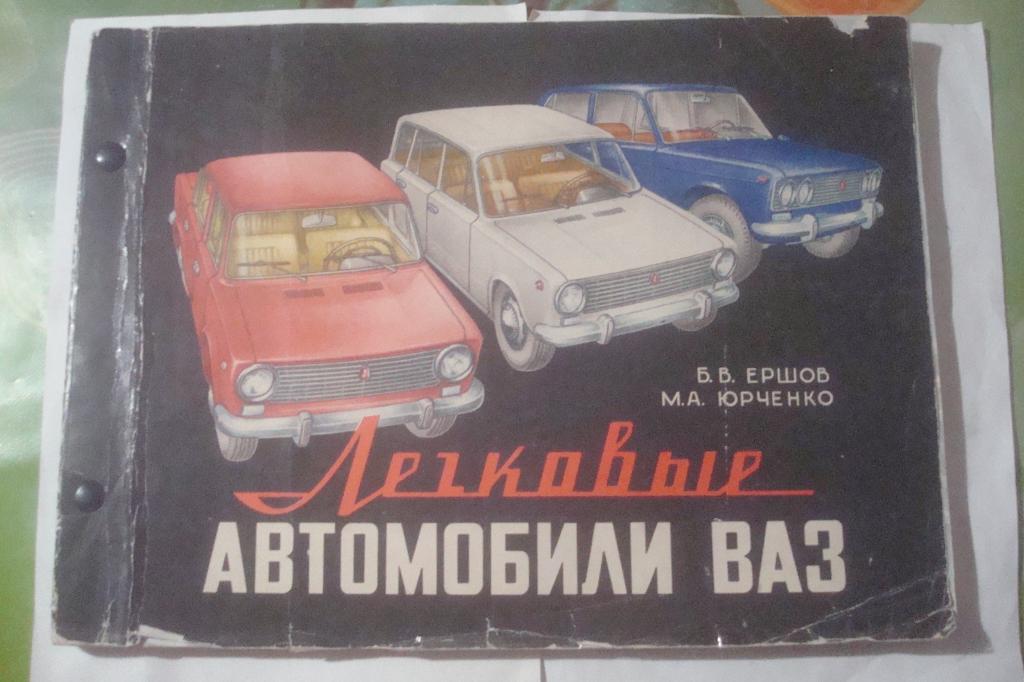 Б. В. ЕРШОВ
М.А. ЮРЧЕНКО
Легковые
АВТОМОБИЛИ ВАЗ